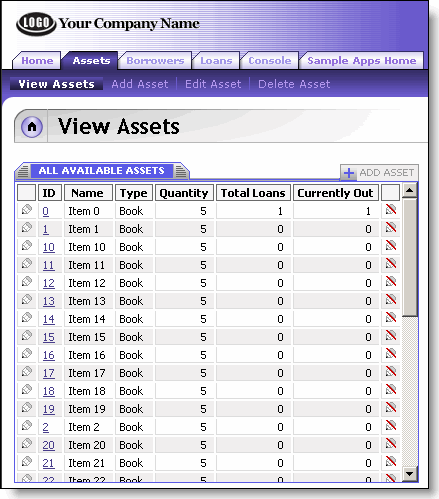 LOGO Your Company Name
Home Assets Borrowers Loans Console Sample Apps Home
View Assets Add Asset Edit Asset Delete Asset
View Assets
ALL AVAILABLE ASSETS ADD ASSET
ID Name Type Quantity Total Loans Currently Out
0 Item 0 Book 5 1 1
1 Item 1 Book 5 0 0
10 Item 10 Book 5 0 0
11 Item 11 Book 5 0 0
12 Item 12 Book 5 0 0
13 Item 13 Book 5 0 0
14 Item 14 Book 5 0 0
15 Item 15 Book 5 0 0
16 Item 16 Book 5 0 0
17 Item 17 Book 5 0 0
18 Item 18 Book 5 0 0
19 Item 19 Book 5 0 0
2 Item 2 Book 5 0 0
20 Item 20 Book 5 0 0
21 Item 21 Book 5 0 0
22 Item 22 Book 5 0 0